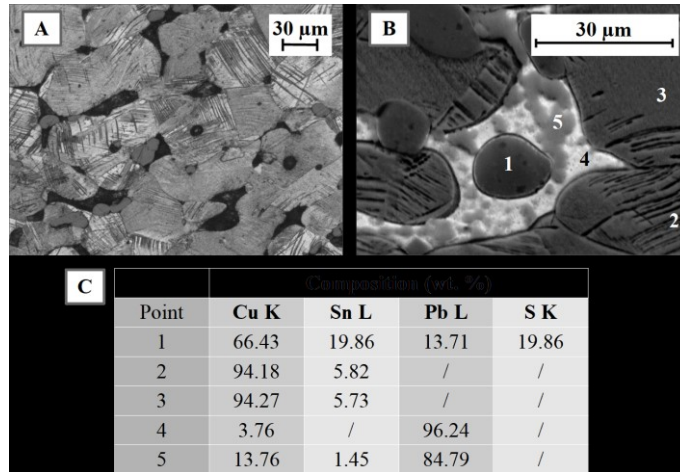 A
30 µm
B
30 µm
3
5
1
4
2
C
Composition (wt. %)
Point Cu K Sn L Pb L S K
1 66.43 19.86 13.71 19.86
2 94.18 5.82 / /
3 94.27 5.73 / /
4 3.76 / 96.24 /
5 13.76 1.45 84.79 /